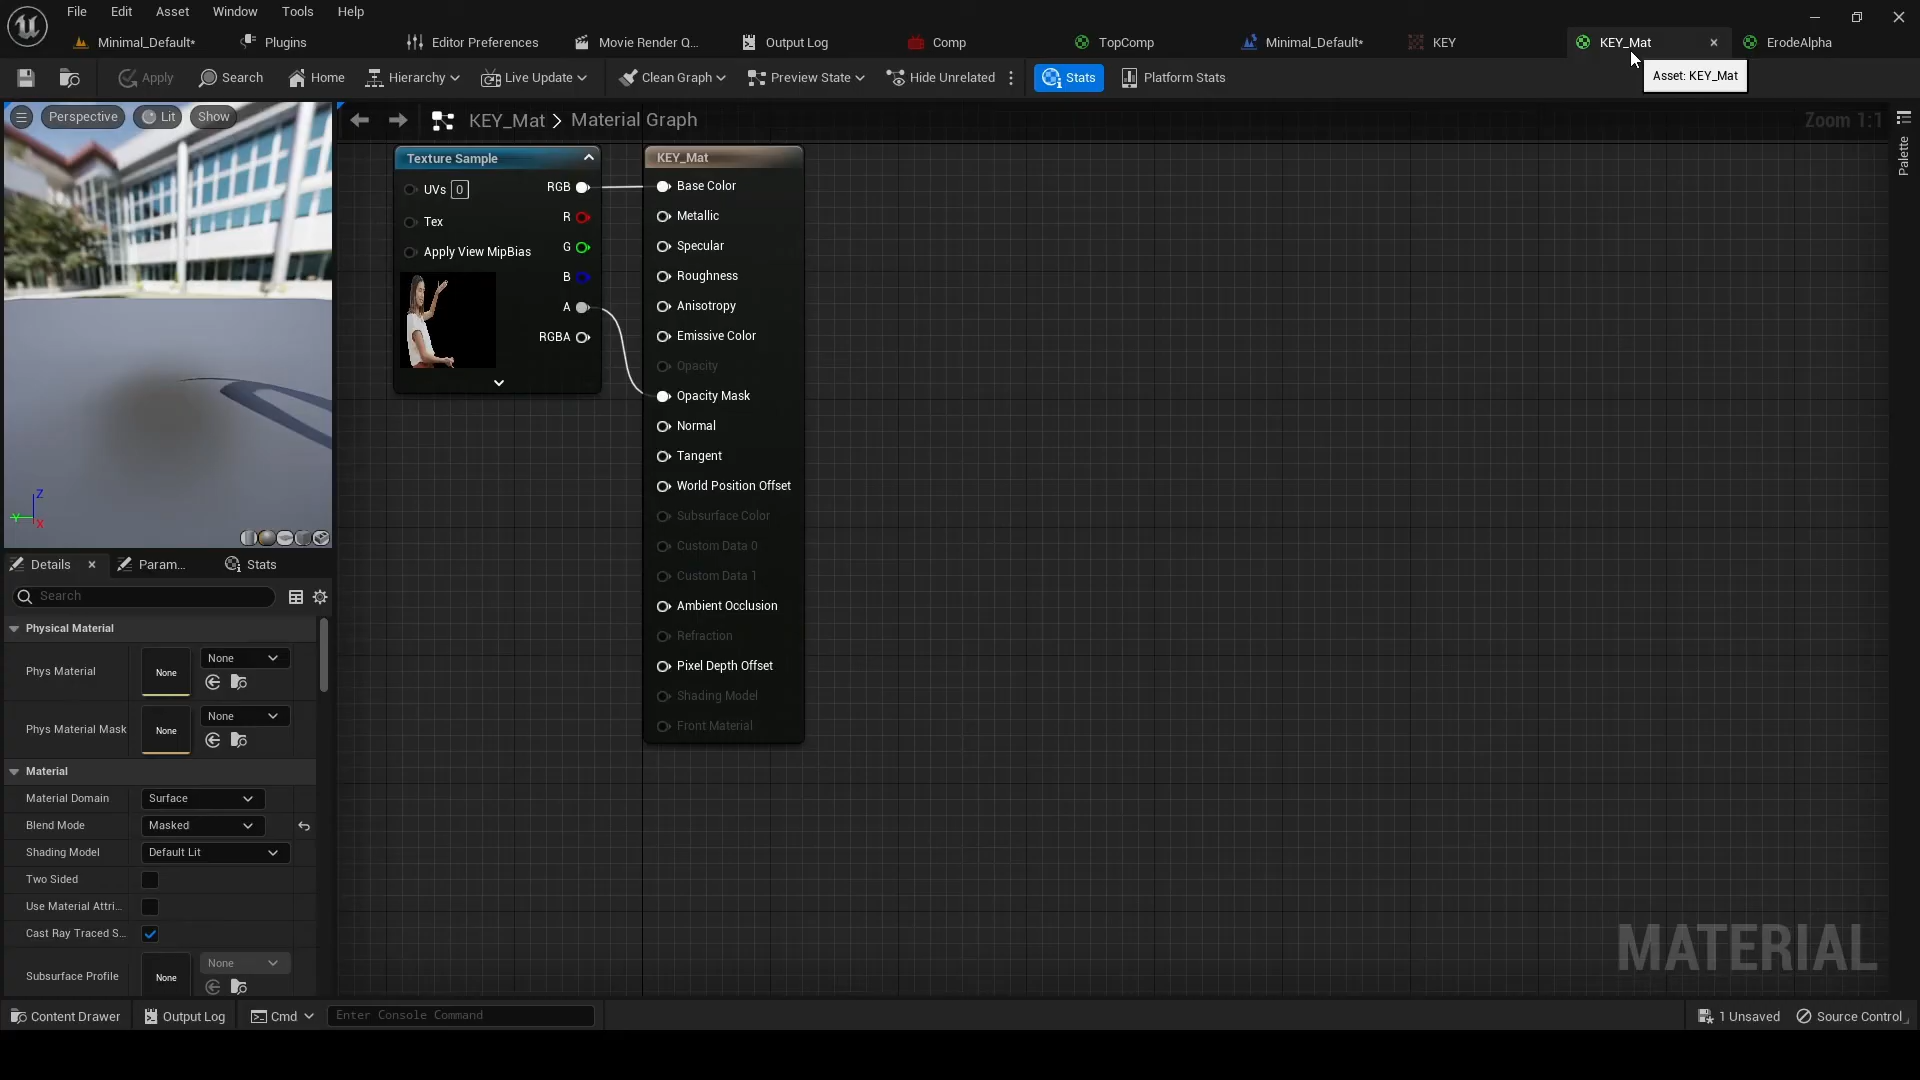 File Edit Asset Window Tools Help
Minimal_Default* Plugins Editor Preferences Movie Render Q... Output Log Comp TopComp Minimal_Default* KEY KEY_Mat ErodeAlpha
Apply Search Home Hierarchy Live Update Clean Graph Preview State Hide Unrelated Stats Platform Stats
Asset: KEY_Mat
Perspective Lit Show
KEY_Mat > Material Graph
Zoom 1:1
Palette
Texture Sample
UVs 0
Tex
Apply View MipBias
RGB
R
G
B
A
RGBA
KEY_Mat
Base Color
Metallic
Specular
Roughness
Anisotropy
Emissive Color
Opacity
Opacity Mask
Normal
Tangent
World Position Offset
Subsurface Color
Custom Data 0
Custom Data 1
Ambient Occlusion
Refraction
Pixel Depth Offset
Shading Model
Front Material
Z
Y
X
Details Param... Stats
Search
Physical Material
Phys Material None None
Phys Material Mask None None
Material
Material Domain Surface
Blend Mode Masked
Shading Model Default Lit
Two Sided
Use Material Attri...
Cast Ray Traced S...
Subsurface Profile None None
MATERIAL
Content Drawer Output Log Cmd Enter Console Command 1 Unsaved Source Control